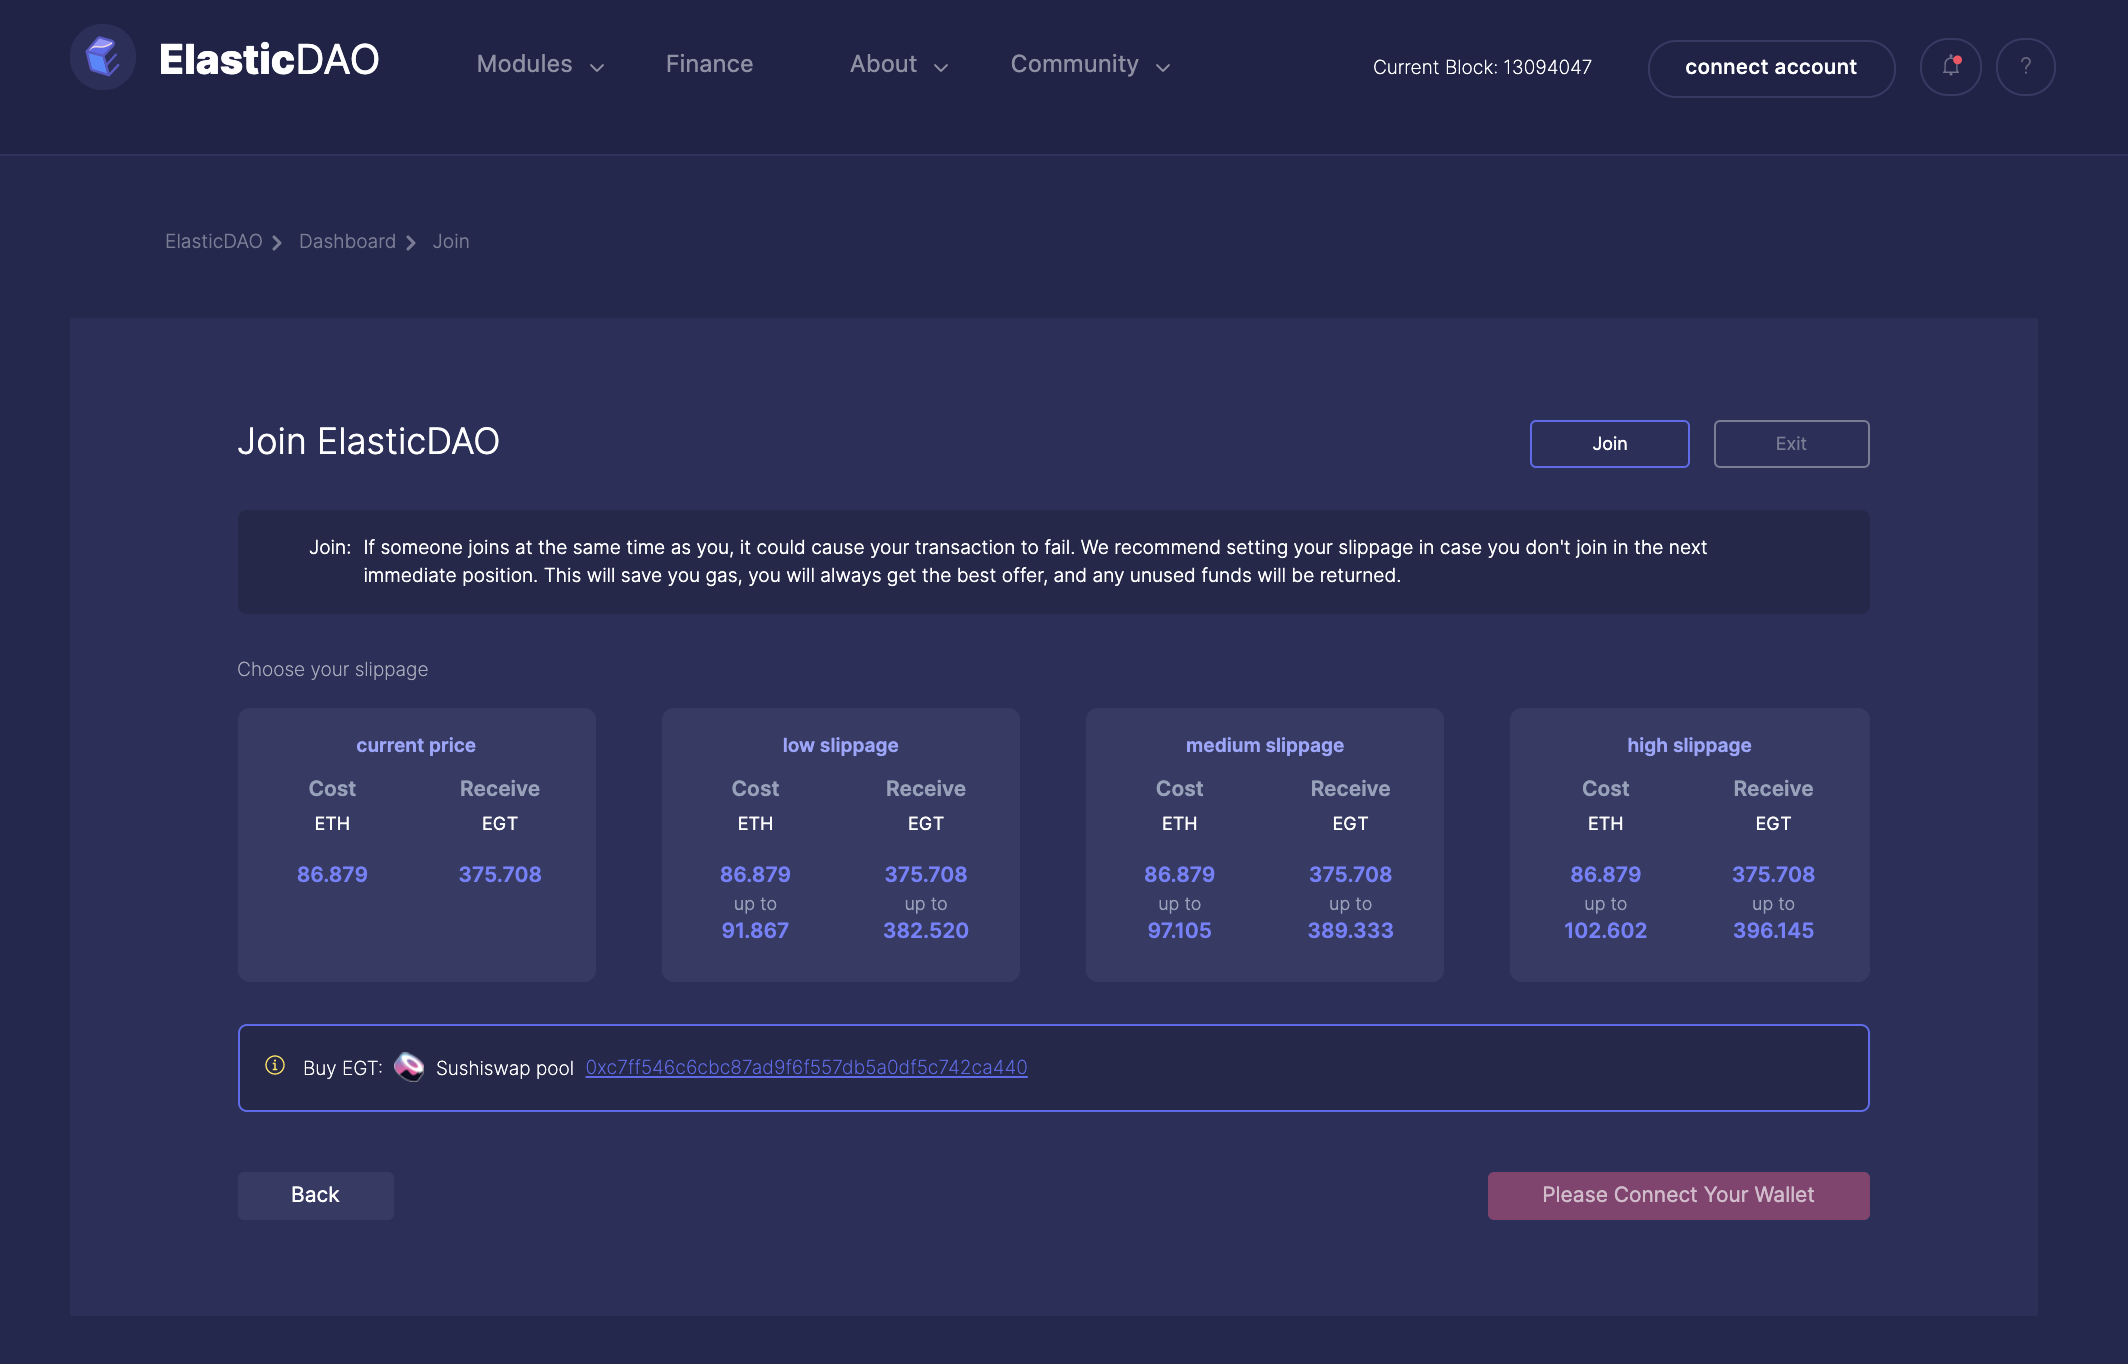 ElasticDAO
Modules
Finance
About
Community
Current Block: 13094047
connect account
?
ElasticDAO
Dashboard
Join
Join ElasticDAO
Join
Exit
Join: If someone joins at the same time as you, it could cause your transaction to fail. We recommend setting your slippage in case you don't join in the next
immediate position. This will save you gas, you will always get the best offer, and any unused funds will be returned.
Choose your slippage
current price
Cost Receive
ETH EGT
86.879 375.708
low slippage
Cost Receive
ETH EGT
86.879 375.708
up to up to
91.867 382.520
medium slippage
Cost Receive
ETH EGT
86.879 375.708
up to up to
97.105 389.333
high slippage
Cost Receive
ETH EGT
86.879 375.708
up to up to
102.602 396.145
Buy EGT: Sushiswap pool 0xc7ff546c6cbc87ad9f6f557db5a0df5c742ca440
Back
Please Connect Your Wallet